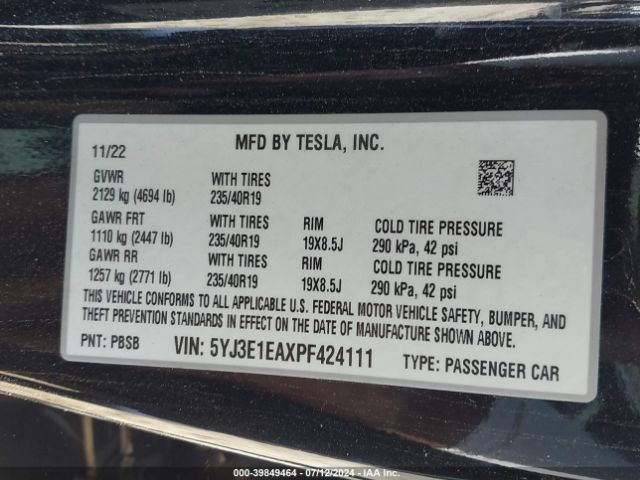 MFD BY TESLA, INC.
11/22
GVWR WITH TIRES
2129 kg (4694 lb) 235/40R19
GAWR FRT WITH TIRES RIM COLD TIRE PRESSURE
1110 kg (2447 lb) 235/40R19 19X8.5J 290 kPa, 42 psi
GAWR RR WITH TIRES RIM COLD TIRE PRESSURE
1257 kg (2771 lb) 235/40R19 19X8.5J 290 kPa, 42 psi
THIS VEHICLE CONFORMS TO ALL APPLICABLE U.S. FEDERAL MOTOR VEHICLE SAFETY, BUMPER, AND
THEFT PREVENTION STANDARDS IN EFFECT ON THE DATE OF MANUFACTURE SHOWN ABOVE.
PNT: PBSB VIN: 5YJ3E1EAXPF424111 TYPE: PASSENGER CAR
000-39849464 - 07/12/2024 - IAA Inc.